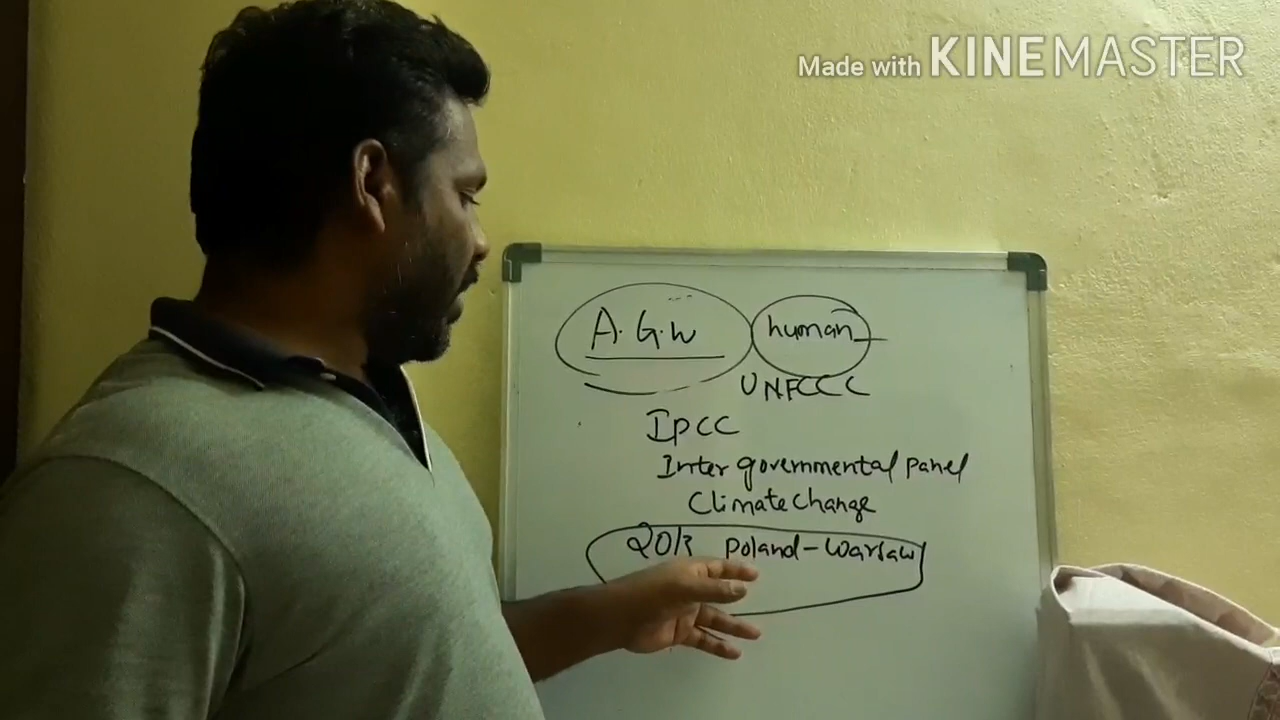 Made with KINEMASTER
A.G.W human
UNFCCC
IPCC
Inter governmental Panel
Climate change
2013 Poland-Warsaw